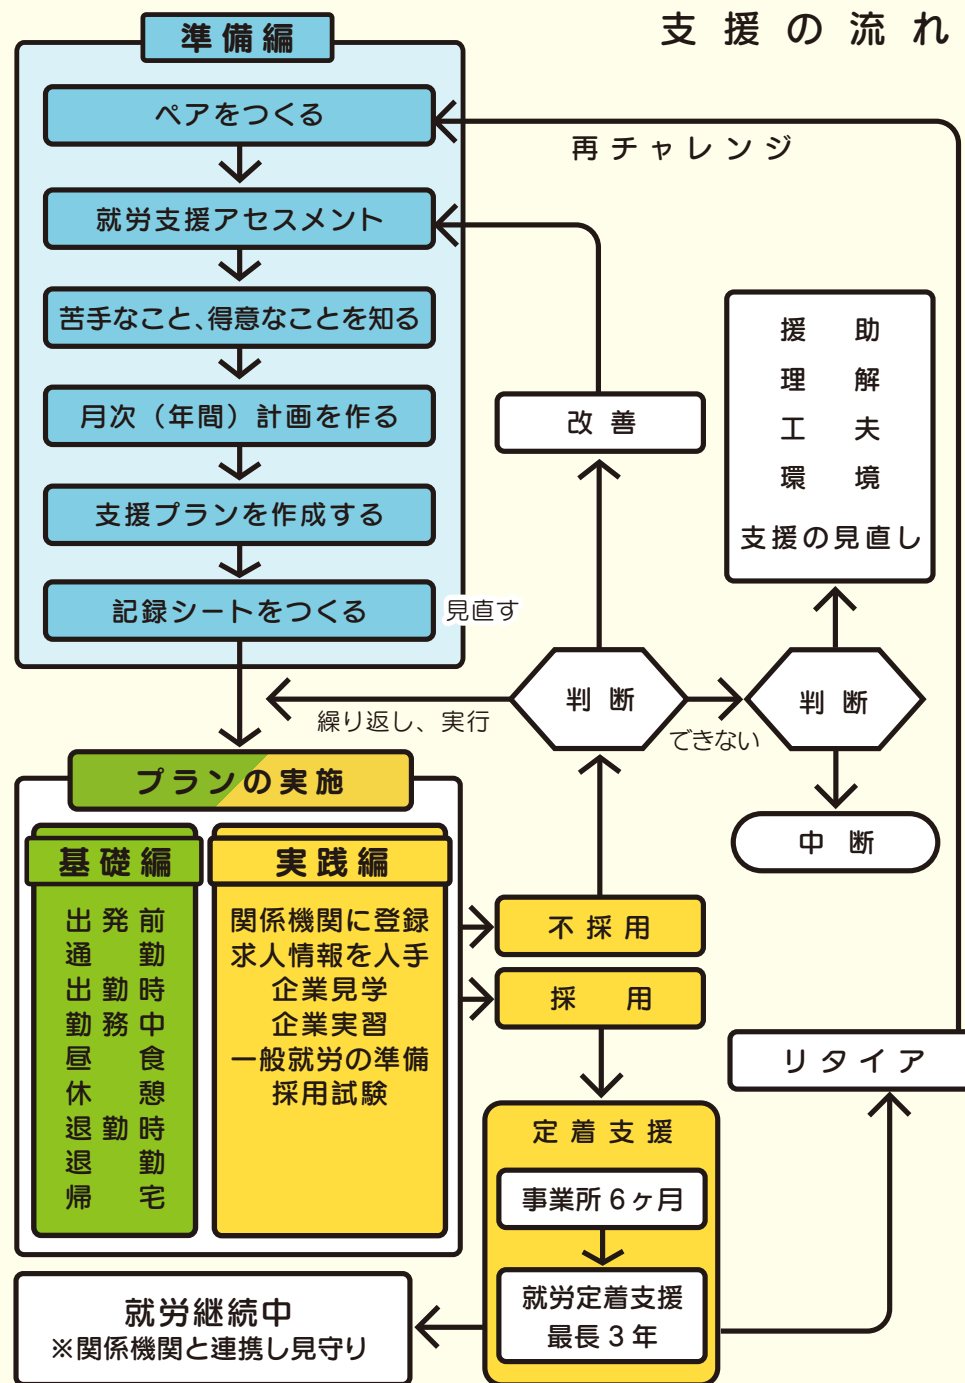 支援の流れ
準備編
ペアをつくる
再チャレンジ
就労支援アセスメント
苦手なこと、得意なことを知る
月次（年間）計画を作る
支援プランを作成する
記録シートをつくる
見直す
改善
援助
理解
工夫
環境
支援の見直し
判断
判断
繰り返し、実行
できない
中断
プランの実施
基礎編
出発前
通勤
出勤時
勤務中
昼食
休憩
退勤時
退勤
帰宅
実践編
関係機関に登録
求人情報を入手
企業見学
企業実習
一般就労の準備
採用試験
不採用
採用
リタイア
定着支援
事業所6ヶ月
就労定着支援
最長3年
就労継続中
※関係機関と連携し見守り